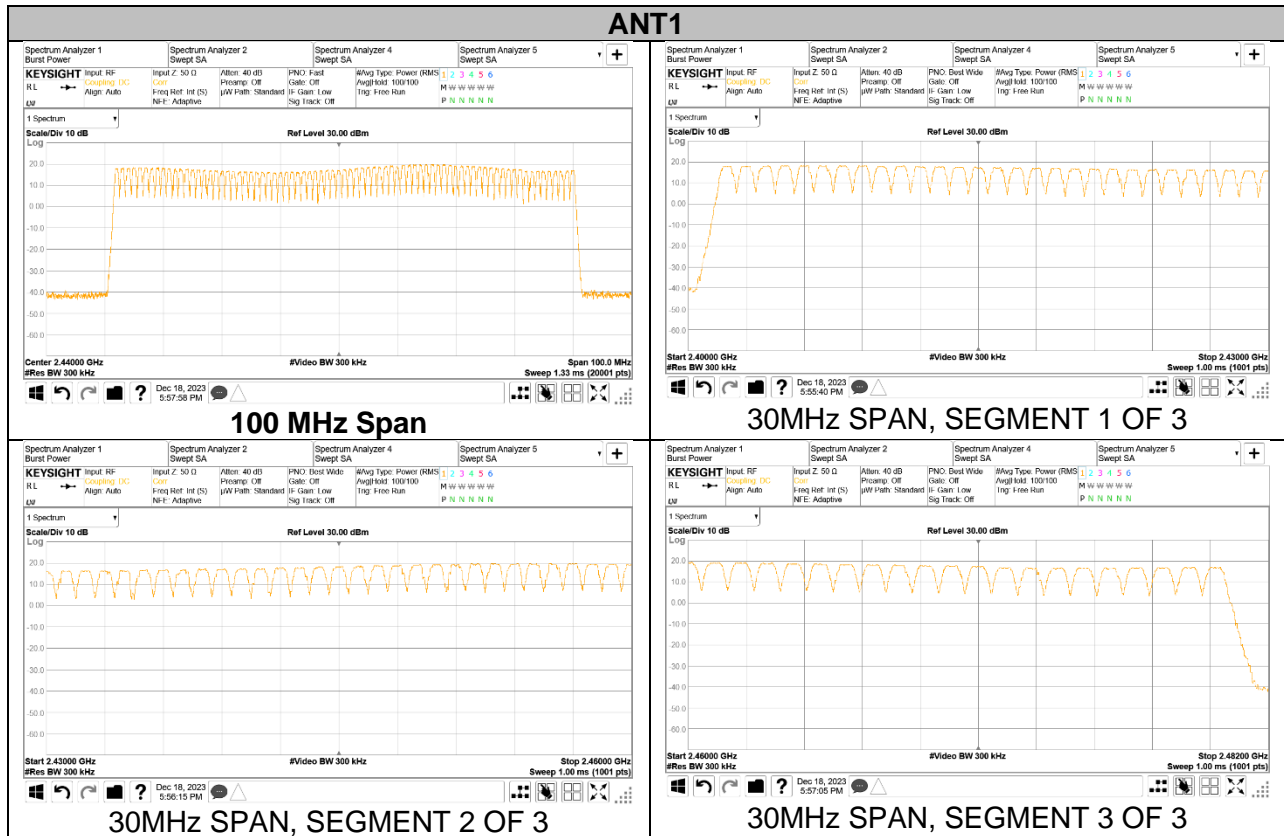 ANT1
Spectrum Analyzer 1
Burst Power
Spectrum Analyzer 2
Swept SA
Spectrum Analyzer 4
Swept SA
Spectrum Analyzer 5
Swept SA
KEYSIGHT
RL
Input: RF
Coupling: DC
Align: Auto
Input Z: 50 Ω
Corr
Freq Ref: Int (S)
NFE: Adaptive
Atten: 40 dB
Preamp: Off
µW Path: Standard
PNO: Fast
Gate: Off
IF Gain: Low
Sig Track: Off
#Avg Type: Power (RMS
Avg|Hold: 100/100
Trig: Free Run
1 2 3 4 5 6
M W W W W W
P N N N N N
1 Spectrum
Scale/Div 10 dB
Ref Level 30.00 dBm
Log
20.0
10.0
0.00
-10.0
-20.0
-30.0
-40.0
-50.0
-60.0
Center 2.44000 GHz
#Video BW 300 kHz
Span 100.0 MHz
#Res BW 300 kHz
Sweep 1.33 ms (20001 pts)
Dec 18, 2023
5:57:58 PM
100 MHz Span
Spectrum Analyzer 1
Burst Power
Spectrum Analyzer 2
Swept SA
Spectrum Analyzer 4
Swept SA
Spectrum Analyzer 5
Swept SA
KEYSIGHT
RL
Input: RF
Coupling: DC
Align: Auto
Input Z: 50 Ω
Corr
Freq Ref: Int (S)
NFE: Adaptive
Atten: 40 dB
Preamp: Off
µW Path: Standard
PNO: Best Wide
Gate: Off
IF Gain: Low
Sig Track: Off
#Avg Type: Power (RMS
Avg|Hold: 100/100
Trig: Free Run
1 2 3 4 5 6
M W W W W W
P N N N N N
1 Spectrum
Scale/Div 10 dB
Ref Level 30.00 dBm
Log
20.0
10.0
0.00
-10.0
-20.0
-30.0
-40.0
-50.0
-60.0
Start 2.40000 GHz
#Video BW 300 kHz
Stop 2.43000 GHz
#Res BW 300 kHz
Sweep 1.00 ms (1001 pts)
Dec 18, 2023
5:55:40 PM
30MHz SPAN, SEGMENT 1 OF 3
Spectrum Analyzer 1
Burst Power
Spectrum Analyzer 2
Swept SA
Spectrum Analyzer 4
Swept SA
Spectrum Analyzer 5
Swept SA
KEYSIGHT
RL
Input: RF
Coupling: DC
Align: Auto
Input Z: 50 Ω
Corr
Freq Ref: Int (S)
NFE: Adaptive
Atten: 40 dB
Preamp: Off
µW Path: Standard
PNO: Best Wide
Gate: Off
IF Gain: Low
Sig Track: Off
#Avg Type: Power (RMS
Avg|Hold: 100/100
Trig: Free Run
1 2 3 4 5 6
M W W W W W
P N N N N N
1 Spectrum
Scale/Div 10 dB
Ref Level 30.00 dBm
Log
20.0
10.0
0.00
-10.0
-20.0
-30.0
-40.0
-50.0
-60.0
Start 2.43000 GHz
#Video BW 300 kHz
Stop 2.46000 GHz
#Res BW 300 kHz
Sweep 1.00 ms (1001 pts)
Dec 18, 2023
5:56:15 PM
30MHz SPAN, SEGMENT 2 OF 3
Spectrum Analyzer 1
Burst Power
Spectrum Analyzer 2
Swept SA
Spectrum Analyzer 4
Swept SA
Spectrum Analyzer 5
Swept SA
KEYSIGHT
RL
Input: RF
Coupling: DC
Align: Auto
Input Z: 50 Ω
Corr
Freq Ref: Int (S)
NFE: Adaptive
Atten: 40 dB
Preamp: Off
µW Path: Standard
PNO: Best Wide
Gate: Off
IF Gain: Low
Sig Track: Off
#Avg Type: Power (RMS
Avg|Hold: 100/100
Trig: Free Run
1 2 3 4 5 6
M W W W W W
P N N N N N
1 Spectrum
Scale/Div 10 dB
Ref Level 30.00 dBm
Log
20.0
10.0
0.00
-10.0
-20.0
-30.0
-40.0
-50.0
-60.0
Start 2.46000 GHz
#Video BW 300 kHz
Stop 2.48200 GHz
#Res BW 300 kHz
Sweep 1.00 ms (1001 pts)
Dec 18, 2023
5:57:05 PM
30MHz SPAN, SEGMENT 3 OF 3